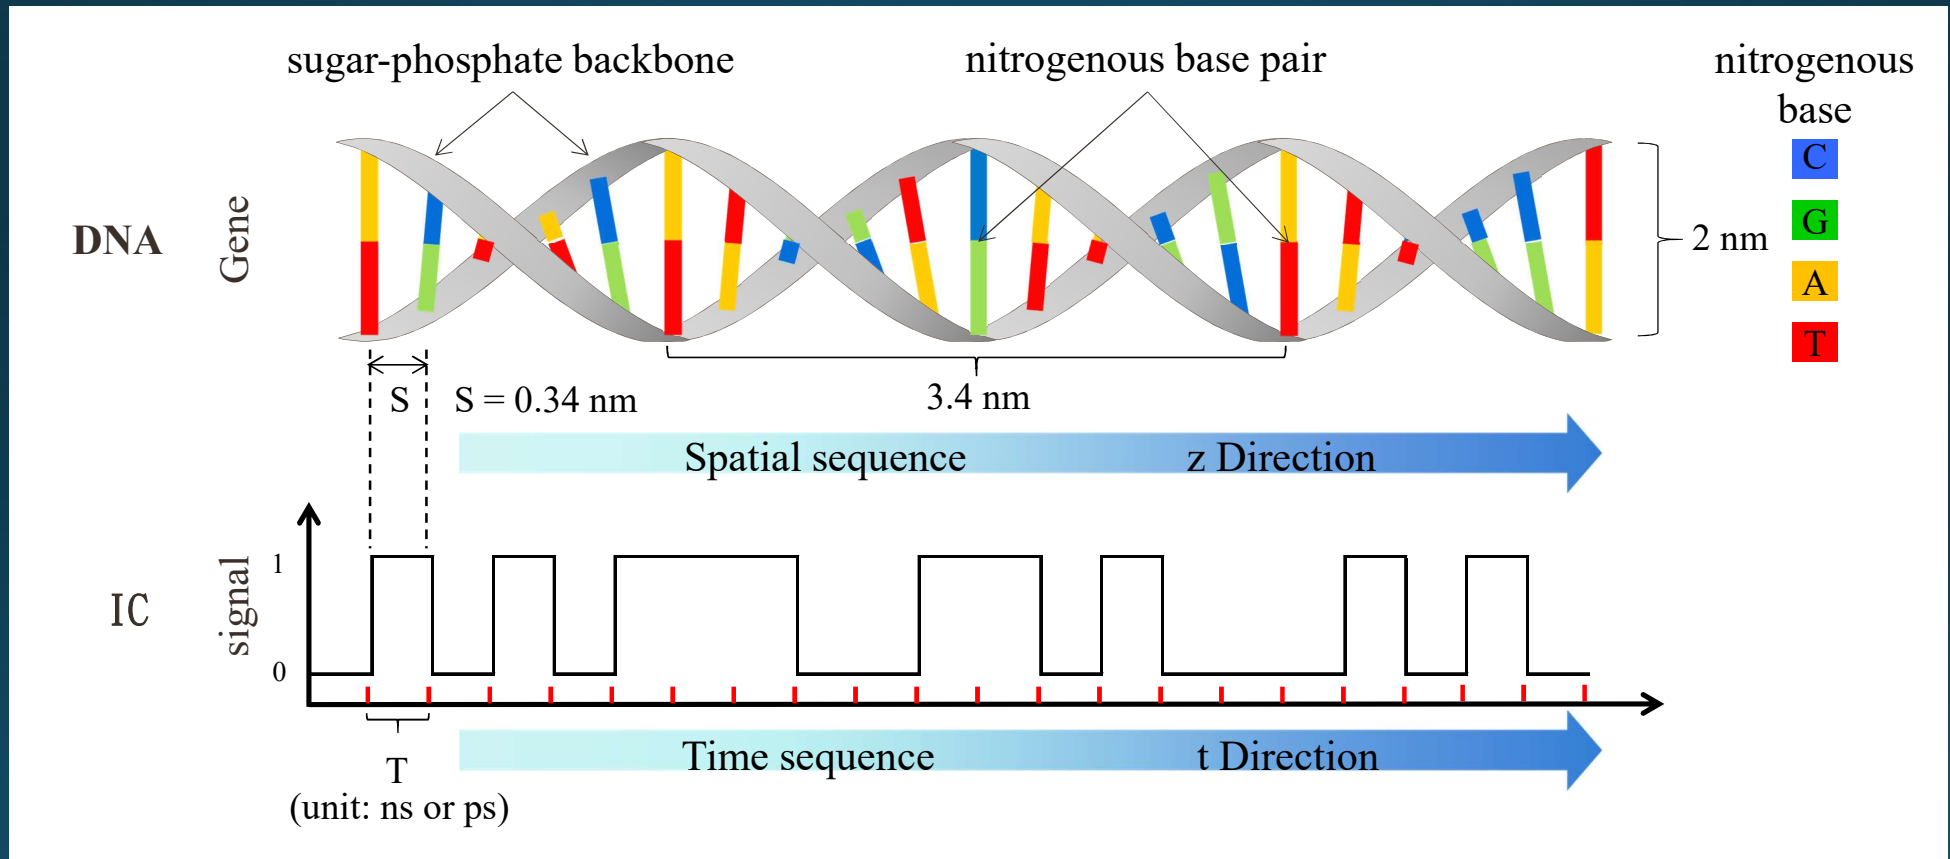 sugar-phosphate backbone
nitrogenous base pair
nitrogenous
base
C
G
A
T
DNA
Gene
2 nm
S
S = 0.34 nm
3.4 nm
Spatial sequence
z Direction
IC
signal
1
0
T
(unit: ns or ps)
Time sequence
t Direction